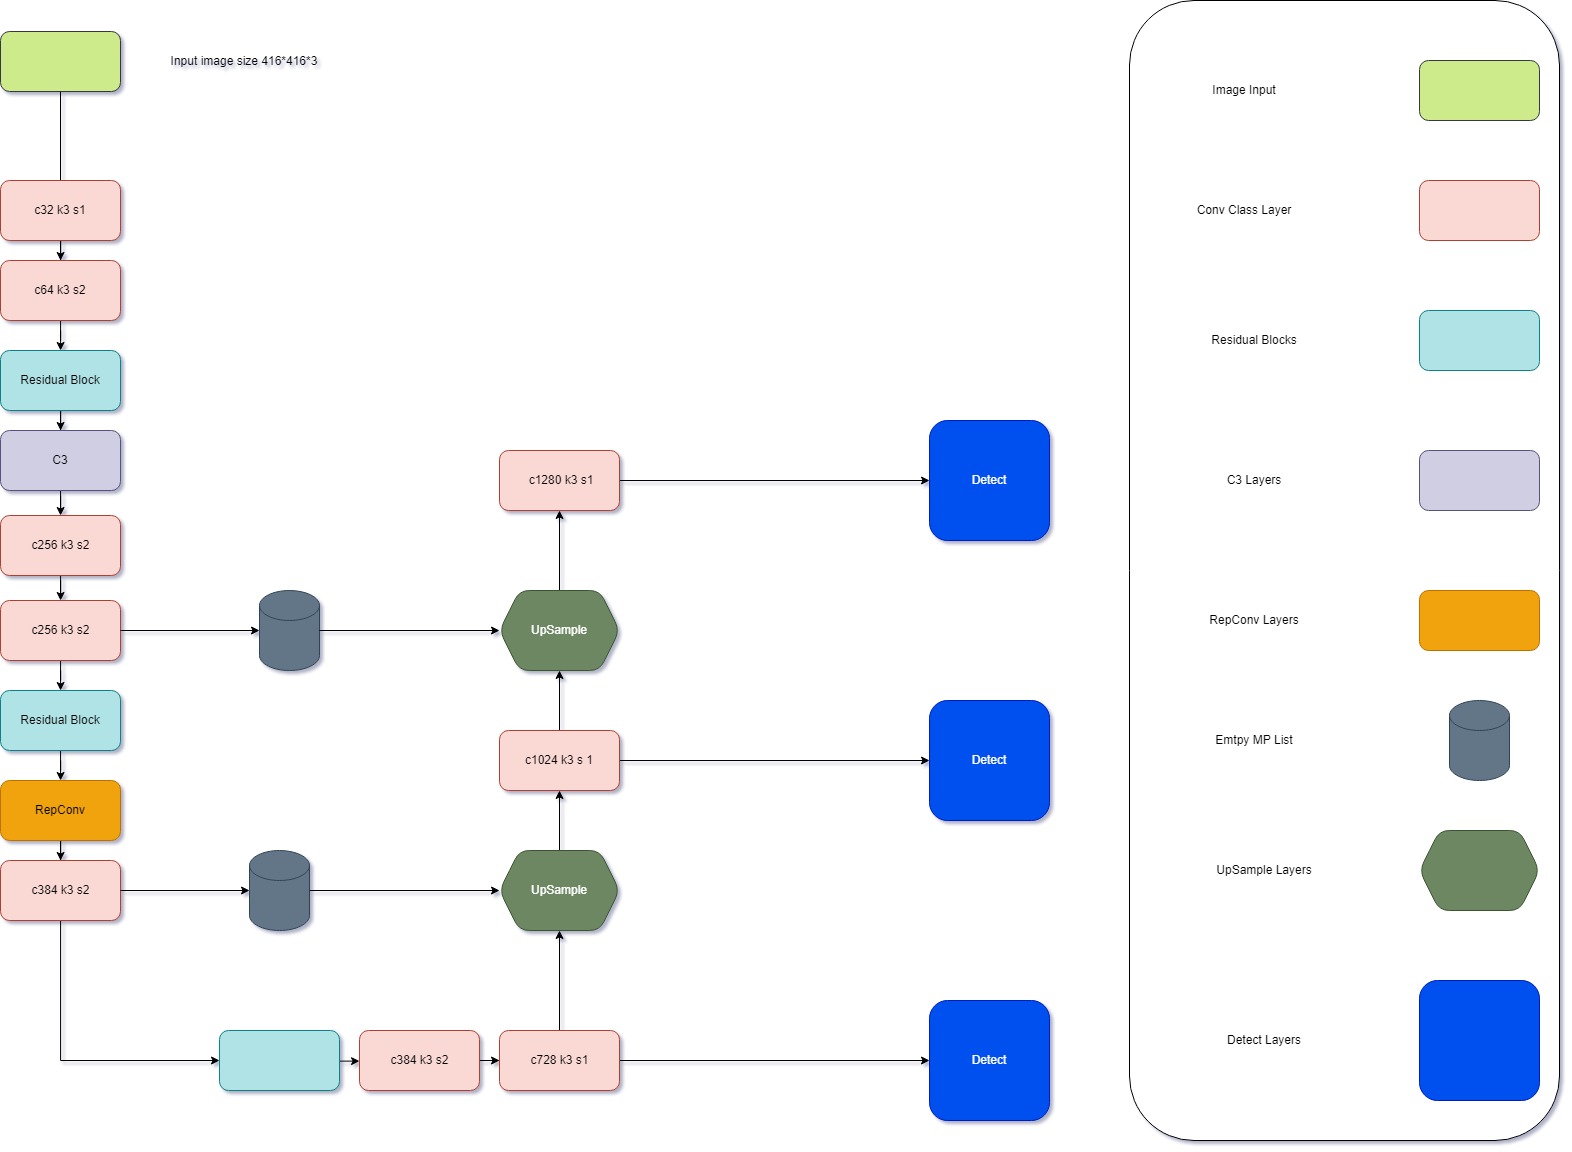 Input image size 416*416*3
c32 k3 s1
c64 k3 s2
Residual Block
C3
c256 k3 s2
c256 k3 s2
Residual Block
RepConv
c384 k3 s2
c384 k3 s2
c728 k3 s1
UpSample
c1024 k3 s 1
UpSample
c1280 k3 s1
Detect
Detect
Detect
Image Input
Conv Class Layer
Residual Blocks
C3 Layers
RepConv Layers
Emtpy MP List
UpSample Layers
Detect Layers